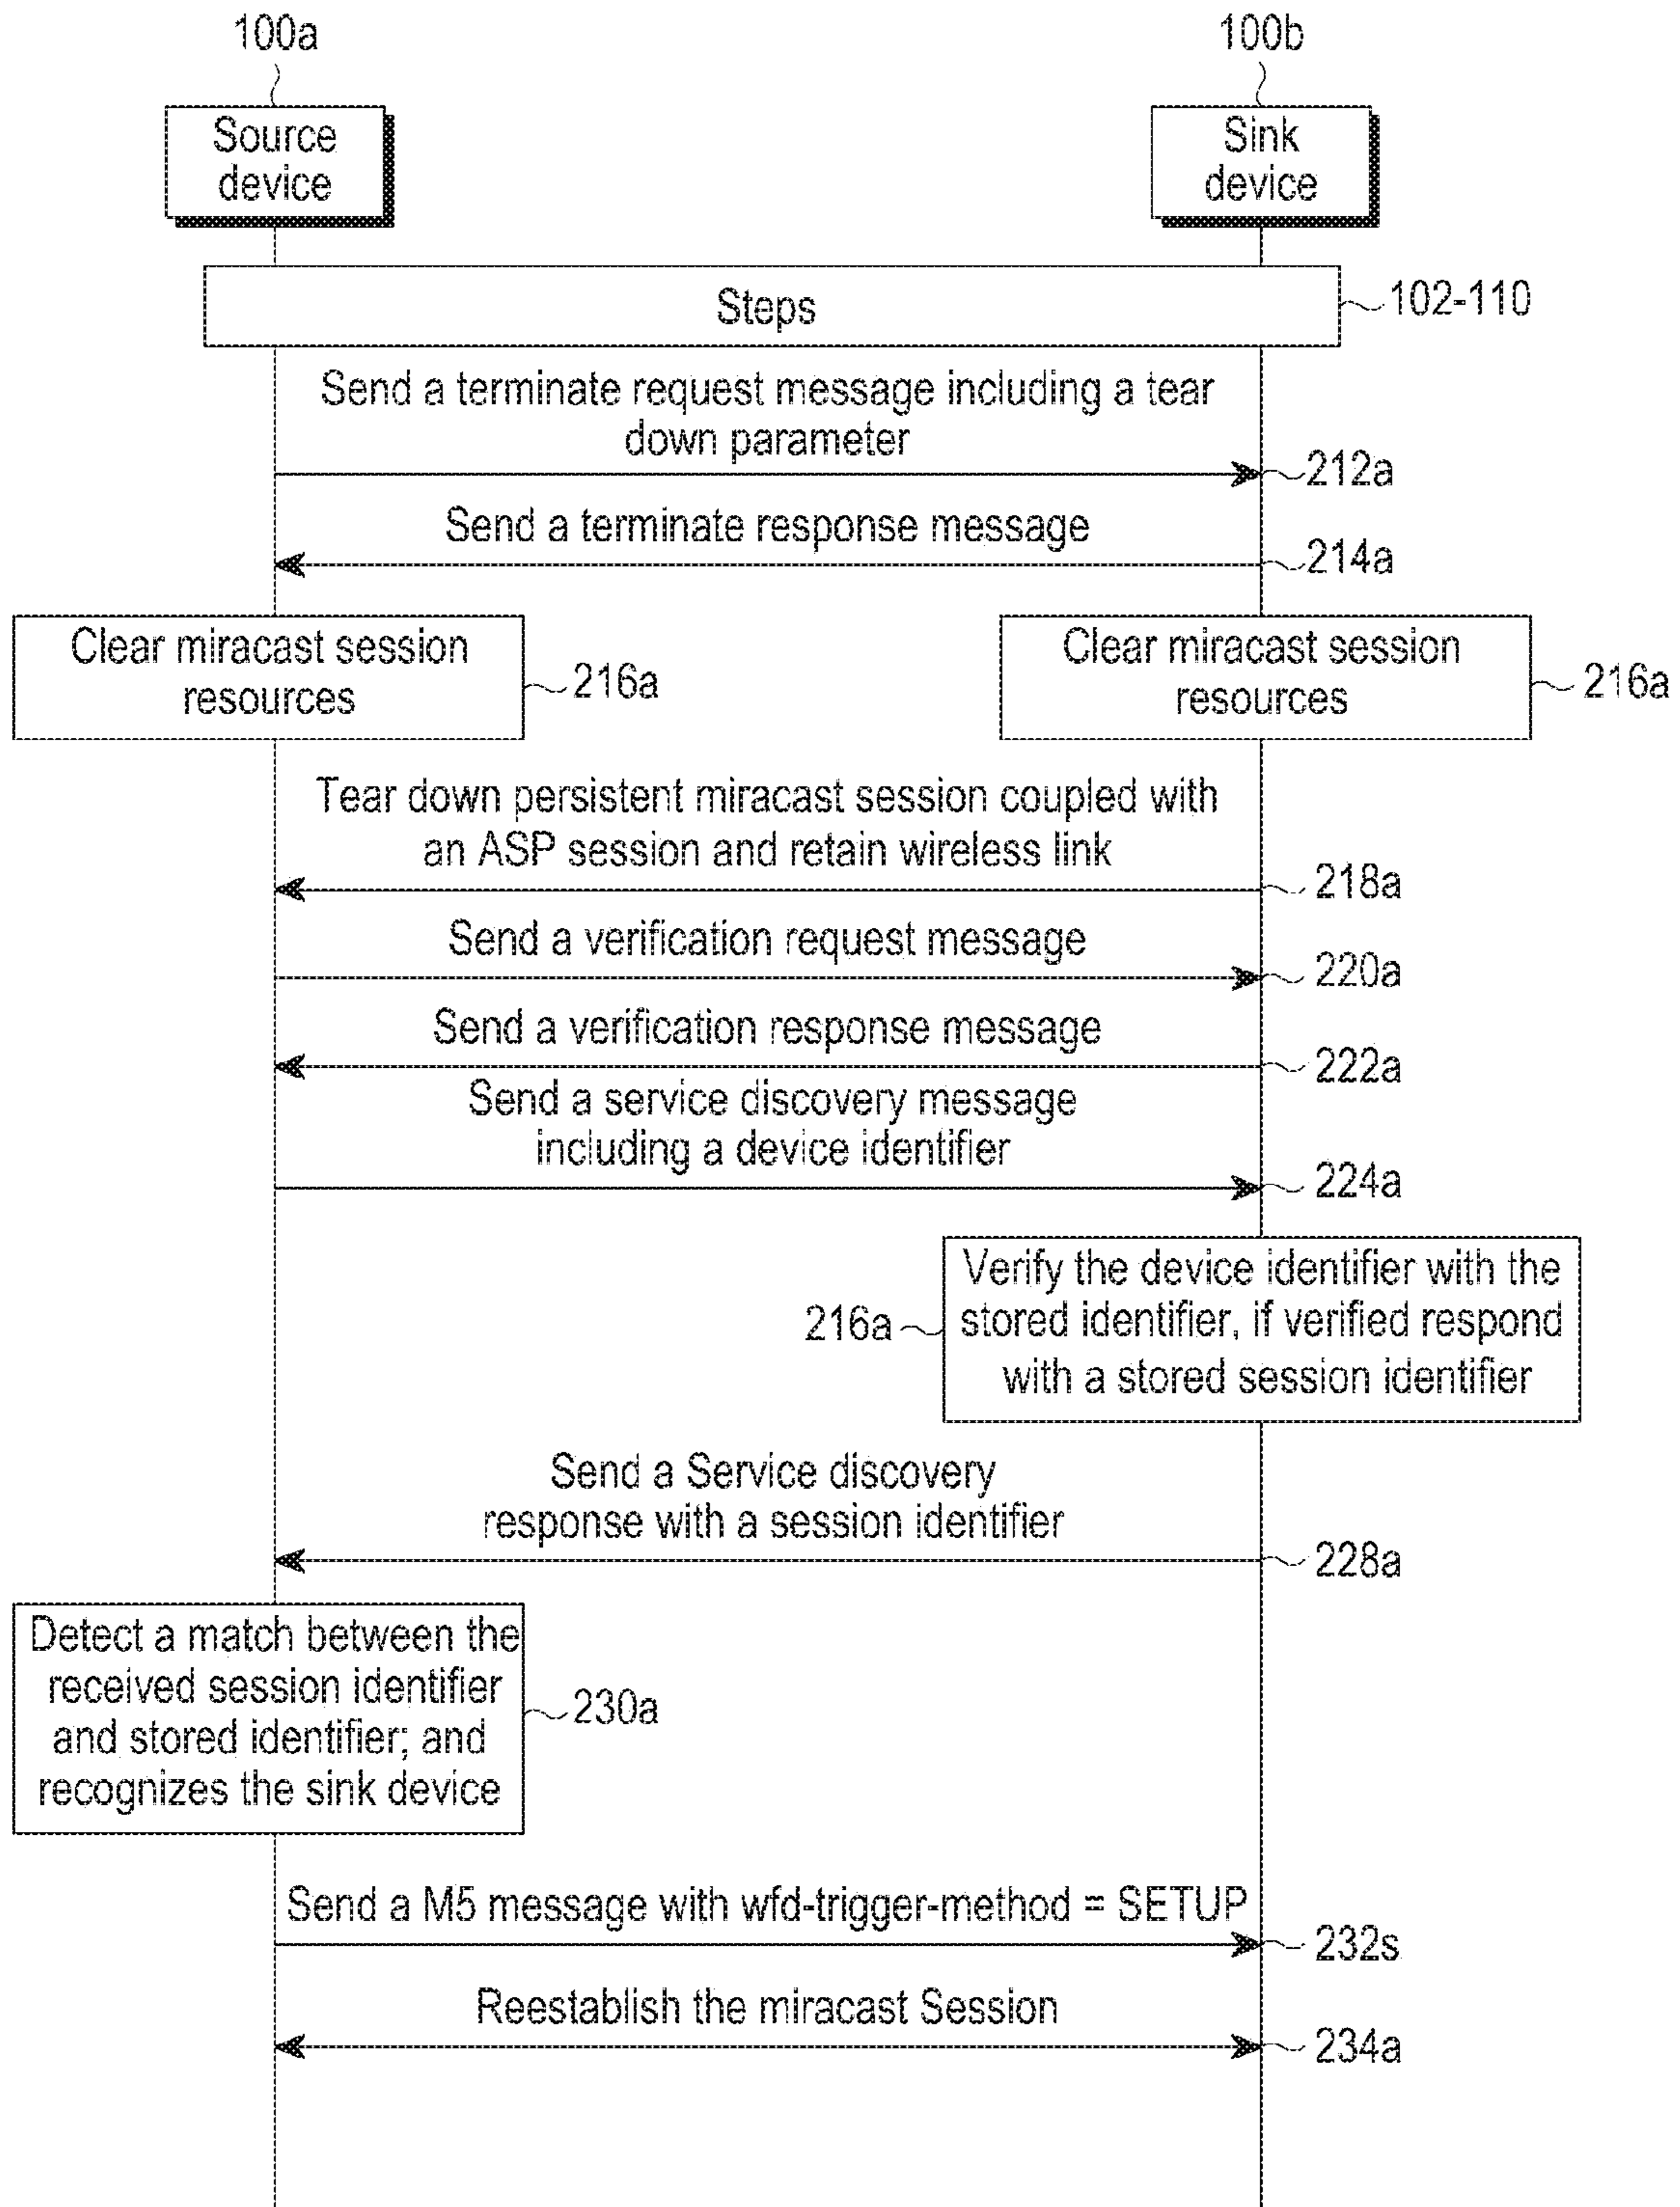 100a
100b
Source
device
Sink
device
Steps
102-110
Send a terminate request message including a tear
down parameter
212a
Send a terminate response message
214a
Clear miracast session
resources
216a
Clear miracast session
resources
216a
Tear down persistent miracast session coupled with
an ASP session and retain wireless link
218a
Send a verification request message
220a
Send a verification response message
222a
Send a service discovery message
including a device identifier
224a
Verify the device identifier with the
stored identifier, if verified respond
with a stored session identifier
216a
Send a Service discovery
response with a session identifier
228a
Detect a match between the
received session identifier
and stored identifier; and
recognizes the sink device
230a
Send a M5 message with wfd-trigger-method = SETUP
232s
Reestablish the miracast Session
234a